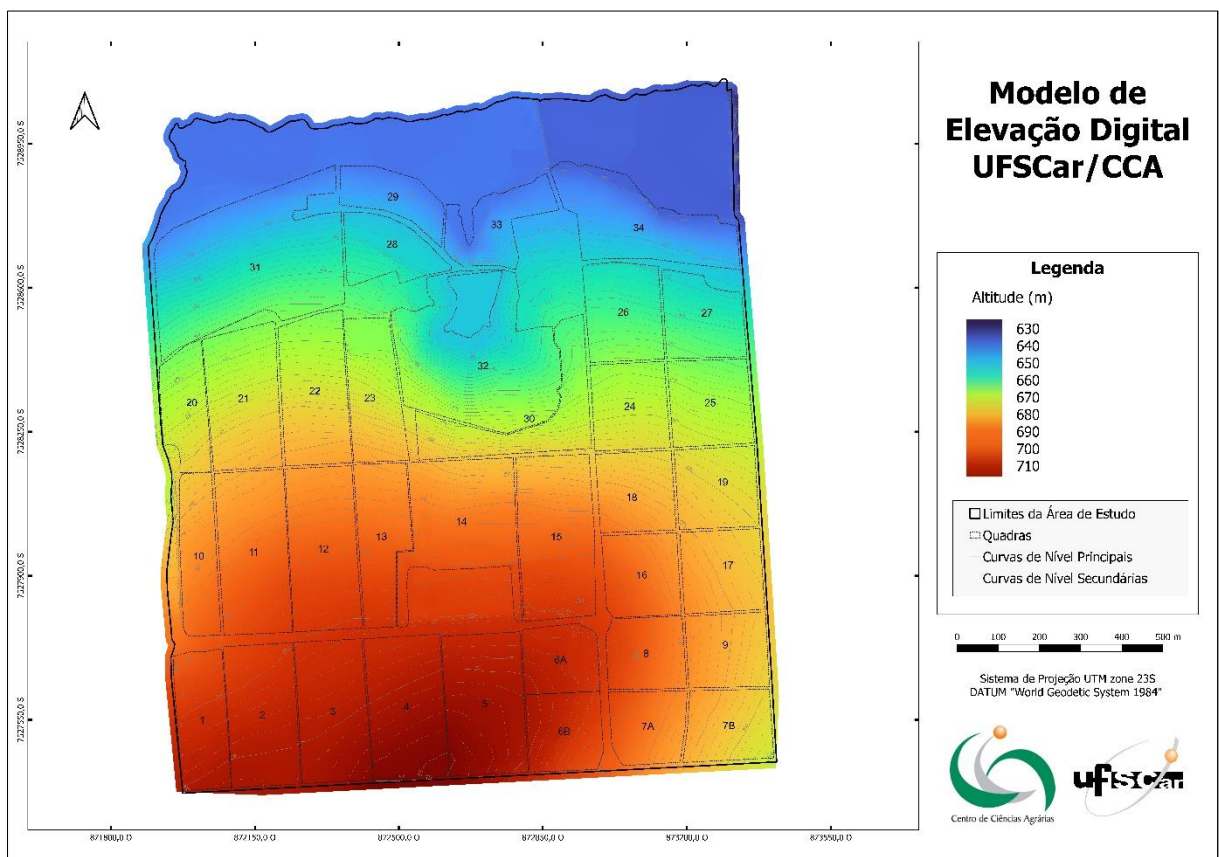 Modelo de
Elevação Digital
UFSCar/CCA
Legenda
Altitude (m)
630
640
650
660
670
680
690
700
710
Limites da Área de Estudo
Quadras
Curvas de Nível Principais
Curvas de Nível Secundárias
0 100 200 300 400 500 m
Sistema de Projeção UTM zone 23S
DATUM "World Geodetic System 1984"
Centro de Ciências Agrárias
ufscar
7328950,0 S
7328600,0 S
7328250,0 S
7327900,0 S
7327550,0 S
871800,0 O
872150,0 O
872500,0 O
872850,0 O
873200,0 O
873550,0 O
29
33
34
28
31
26
27
32
20
21
22
23
30
24
25
18
19
14
15
10
11
12
13
16
17
6A
8
9
1
2
3
4
5
6B
7A
7B